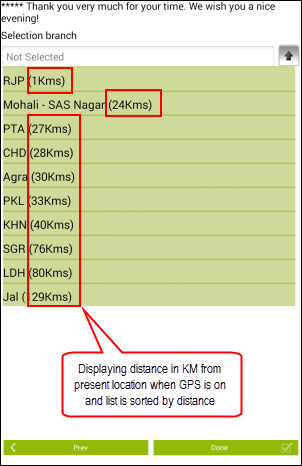 ***** Thank you very much for your time. We wish you a nice
evening!
Selection branch
Not Selected
RJP (1Kms)
Mohali - SAS Nagar (24Kms)
PTA (27Kms)
CHD (28Kms)
Agra (30Kms)
PKL (33Kms)
KHN (40Kms)
SGR (76Kms)
LDH (80Kms)
Jal (129Kms)
Displaying distance in KM from
present location when GPS is on
and list is sorted by distance
Prev
Done